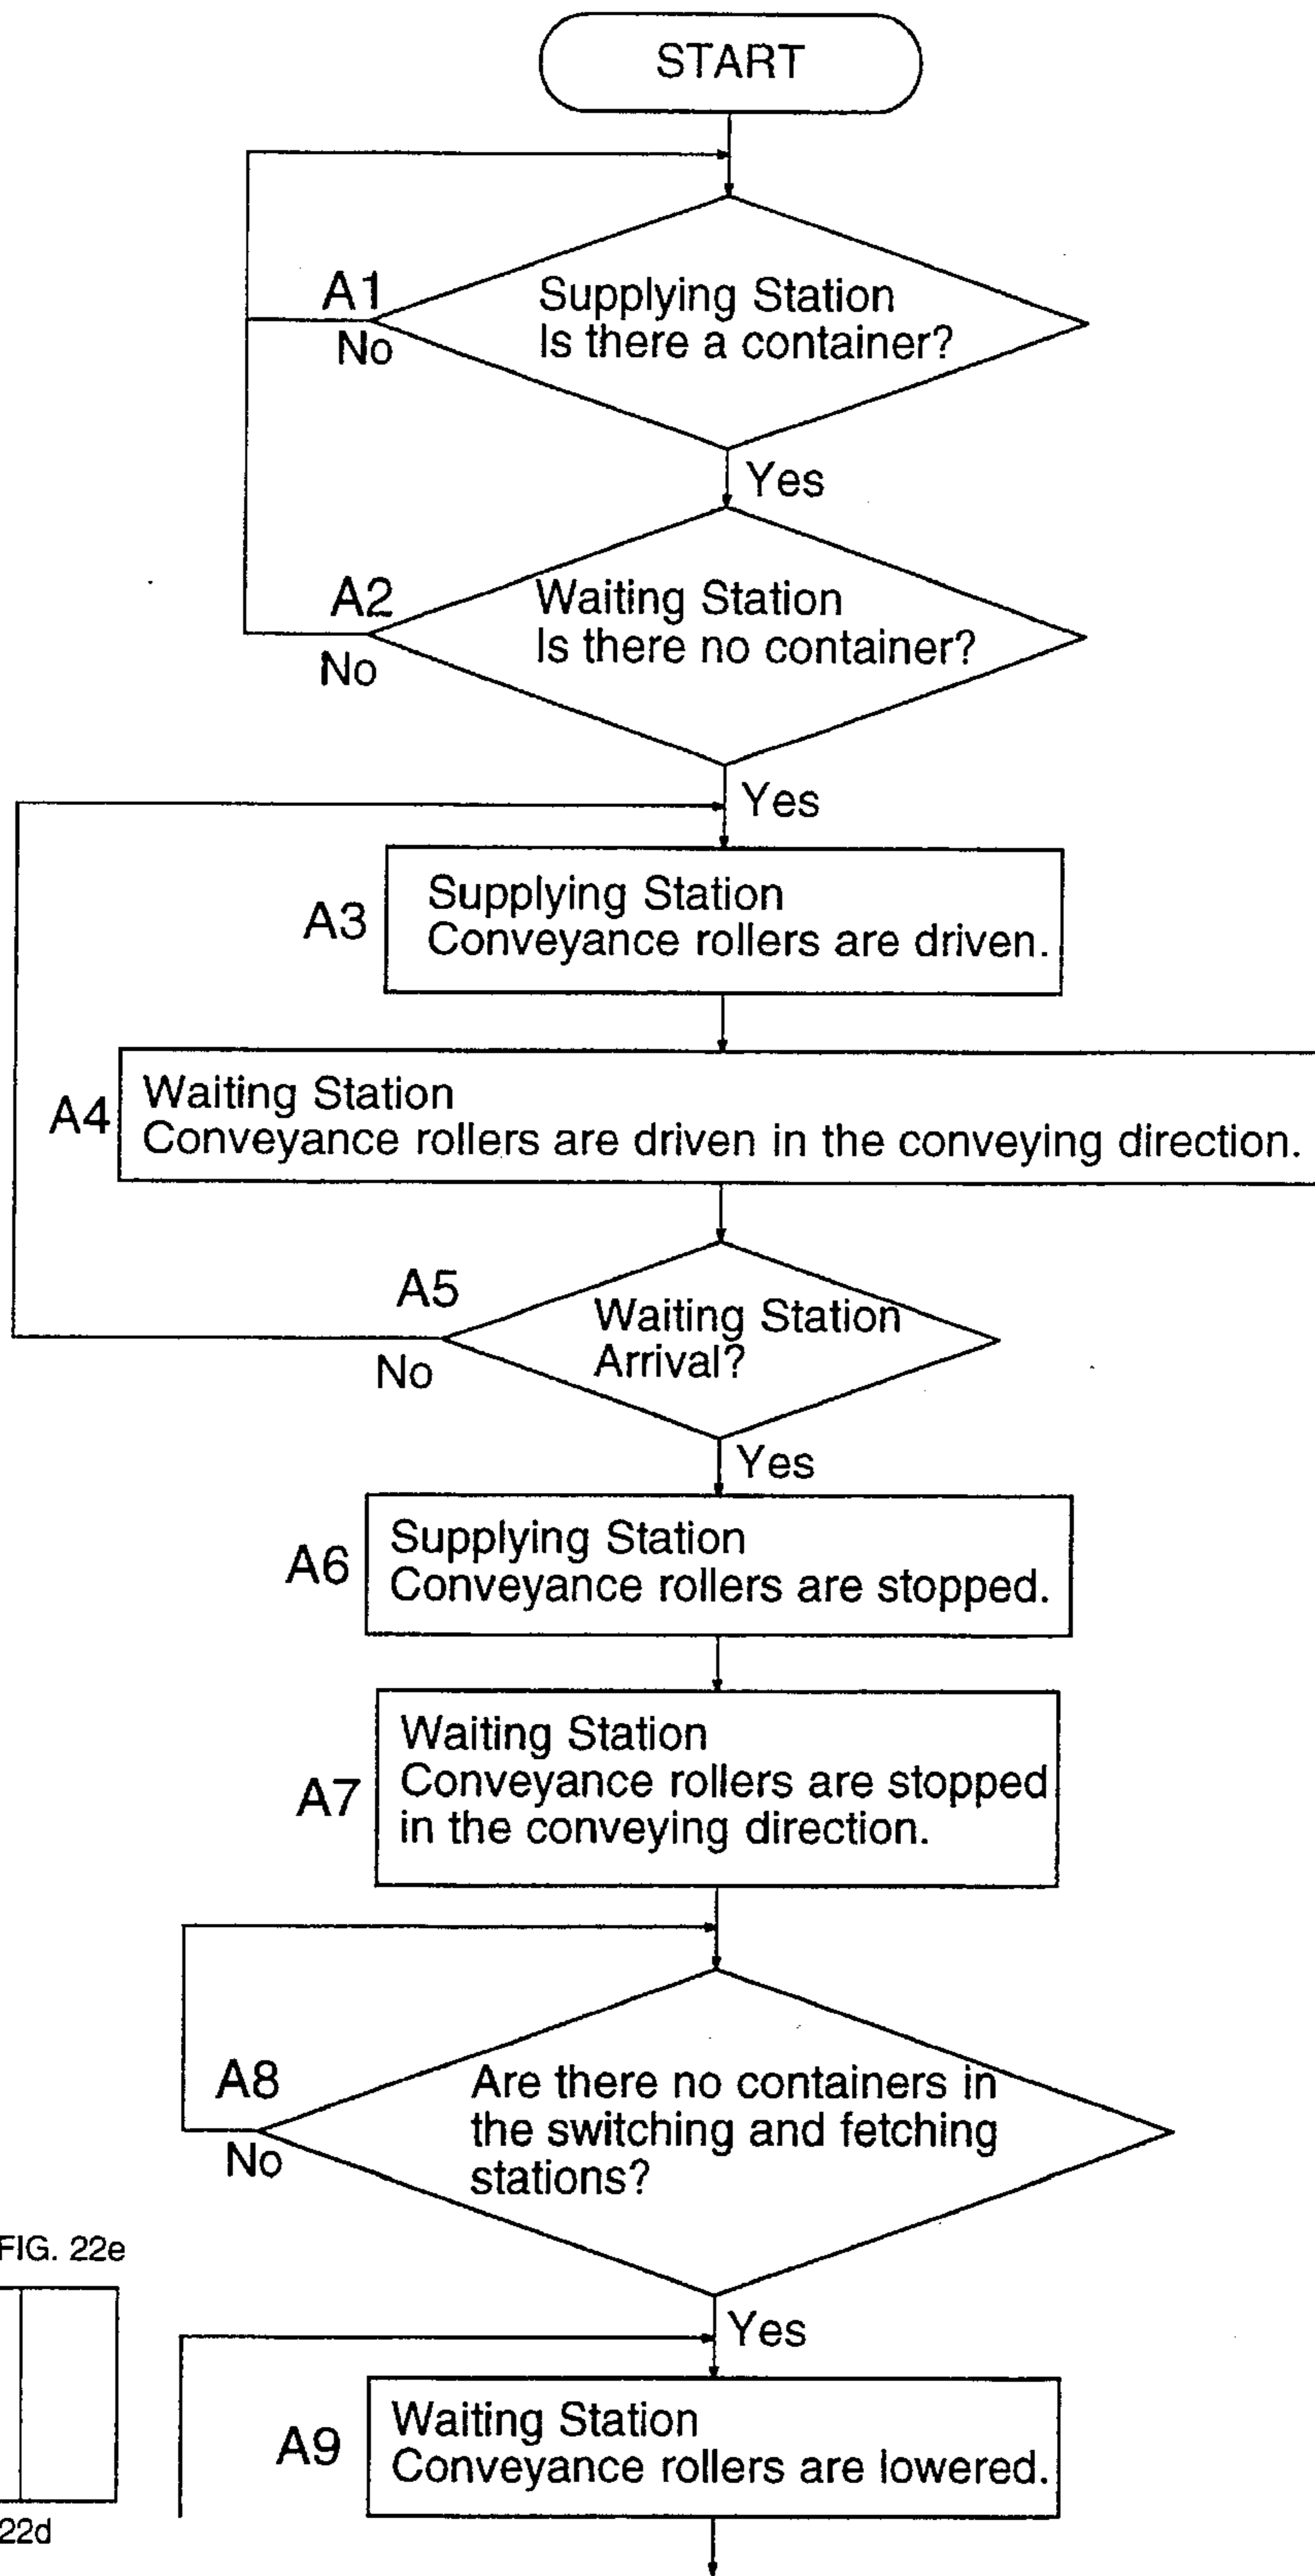 START
A1
No
Supplying Station
Is there a container?
Yes
A2
No
Waiting Station
Is there no container?
Yes
A3
Supplying Station
Conveyance rollers are driven.
A4
Waiting Station
Conveyance rollers are driven in the conveying direction.
A5
No
Waiting Station
Arrival?
Yes
A6
Supplying Station
Conveyance rollers are stopped.
A7
Waiting Station
Conveyance rollers are stopped
in the conveying direction.
A8
No
Are there no containers in
the switching and fetching
stations?
Yes
FIG. 22e
22d
A9
Waiting Station
Conveyance rollers are lowered.